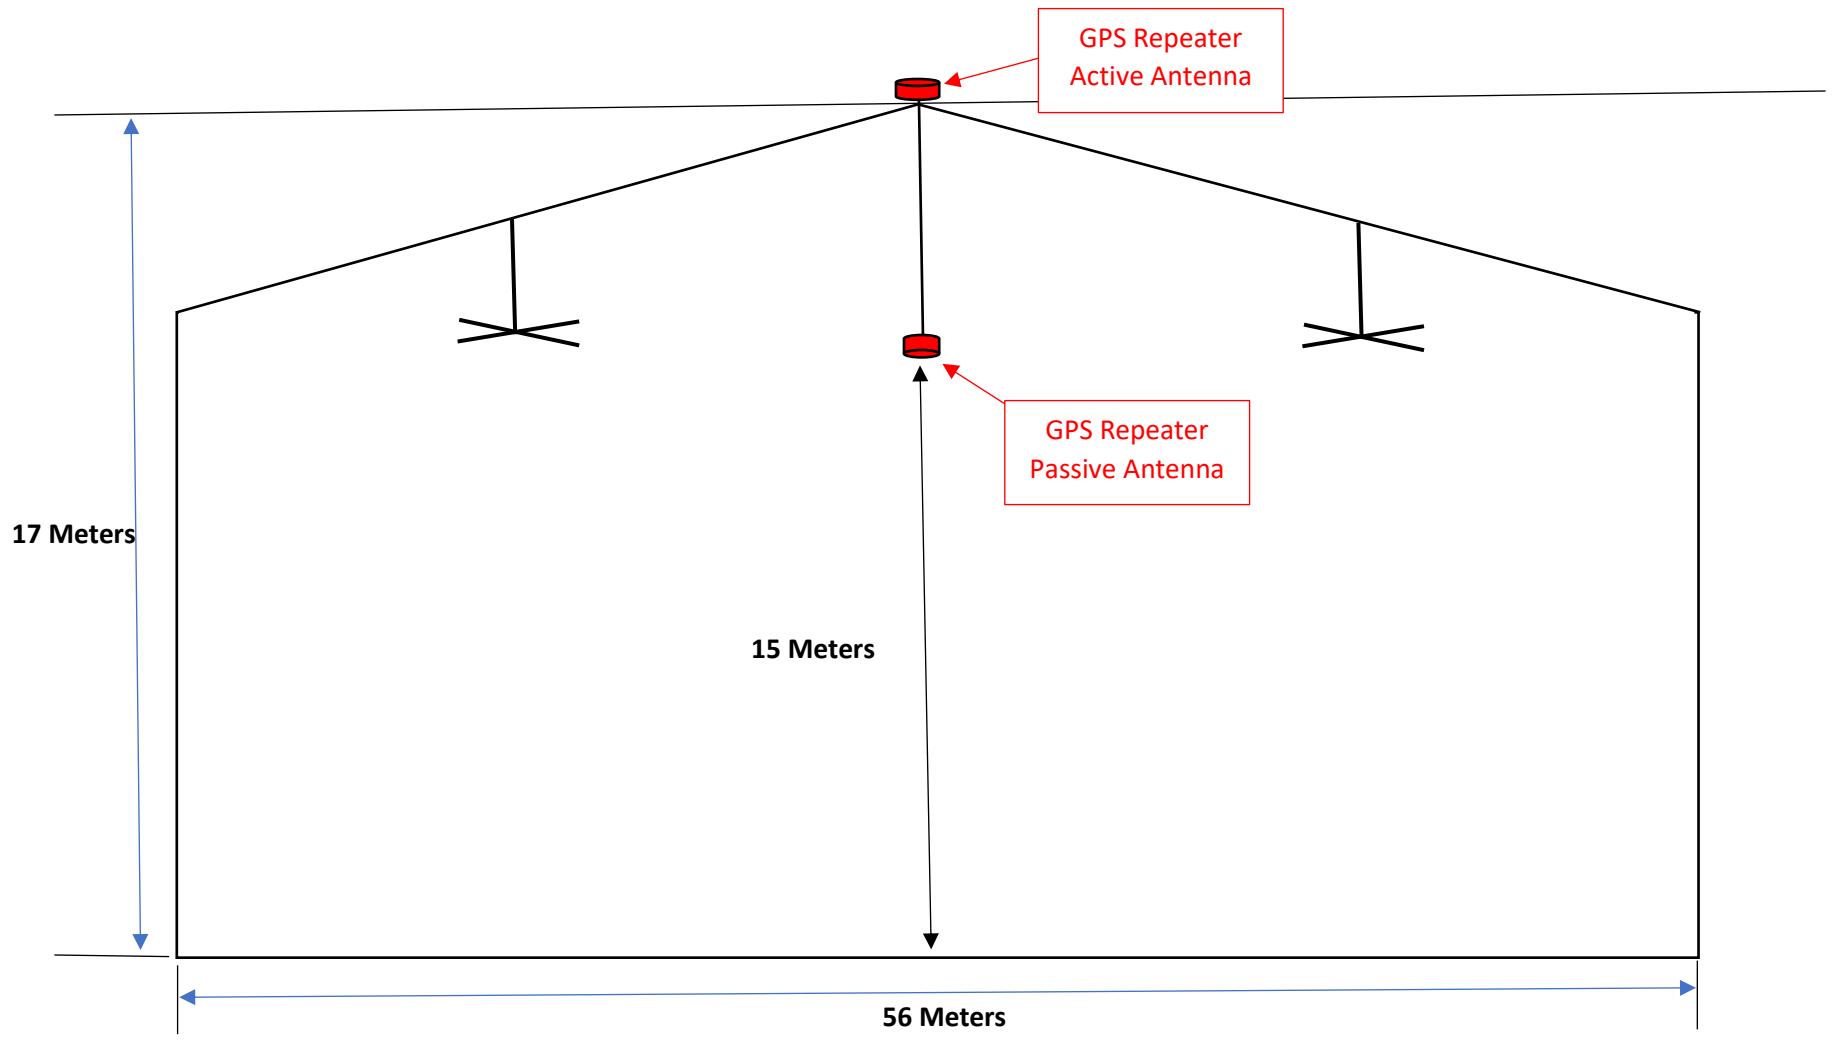 GPS Repeater
Active Antenna
GPS Repeater
Passive Antenna
17 Meters
15 Meters
56 Meters